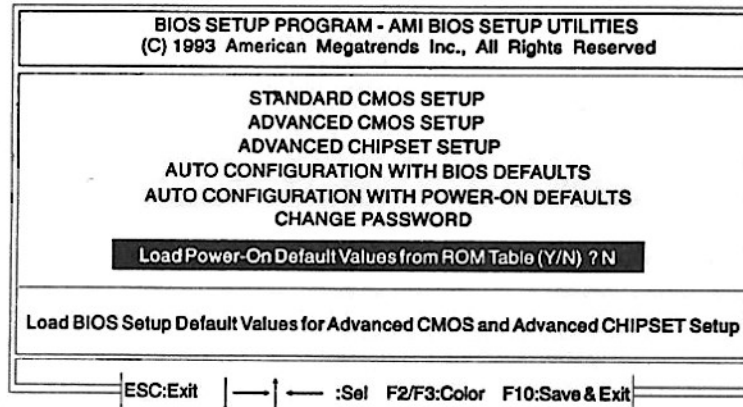 BIOS SETUP PROGRAM - AMI BIOS SETUP UTILITIES
(C) 1993 American Megatrends Inc., All Rights Reserved
STANDARD CMOS SETUP
ADVANCED CMOS SETUP
ADVANCED CHIPSET SETUP
AUTO CONFIGURATION WITH BIOS DEFAULTS
AUTO CONFIGURATION WITH POWER-ON DEFAULTS
CHANGE PASSWORD
Load Power-On Default Values from ROM Table (Y/N) ? N
Load BIOS Setup Default Values for Advanced CMOS and Advanced CHIPSET Setup
ESC:Exit →↑← :Sel F2/F3:Color F10:Save & Exit